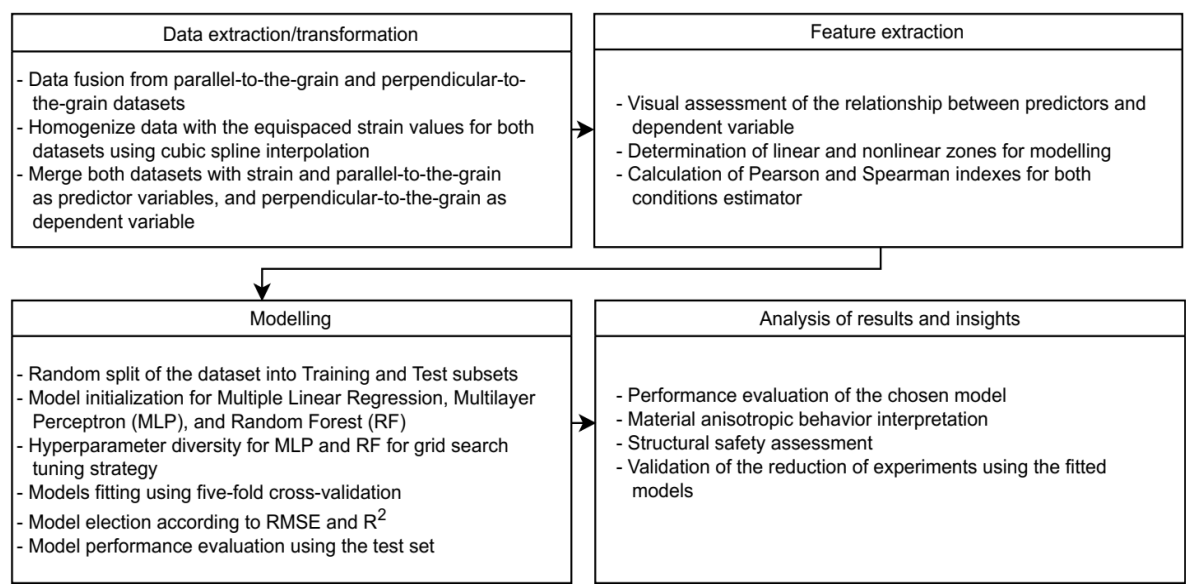 Data extraction/transformation
- Data fusion from parallel-to-the-grain and perpendicular-to-
the-grain datasets
- Homogenize data with the equispaced strain values for both
datasets using cubic spline interpolation
- Merge both datasets with strain and parallel-to-the-grain
as predictor variables, and perpendicular-to-the-grain as
dependent variable
Feature extraction
- Visual assessment of the relationship between predictors and
dependent variable
- Determination of linear and nonlinear zones for modelling
- Calculation of Pearson and Spearman indexes for both
conditions estimator
Modelling
- Random split of the dataset into Training and Test subsets
- Model initialization for Multiple Linear Regression, Multilayer
Perceptron (MLP), and Random Forest (RF)
- Hyperparameter diversity for MLP and RF for grid search
tuning strategy
- Models fitting using five-fold cross-validation
- Model election according to RMSE and R²
- Model performance evaluation using the test set
Analysis of results and insights
- Performance evaluation of the chosen model
- Material anisotropic behavior interpretation
- Structural safety assessment
- Validation of the reduction of experiments using the fitted
models